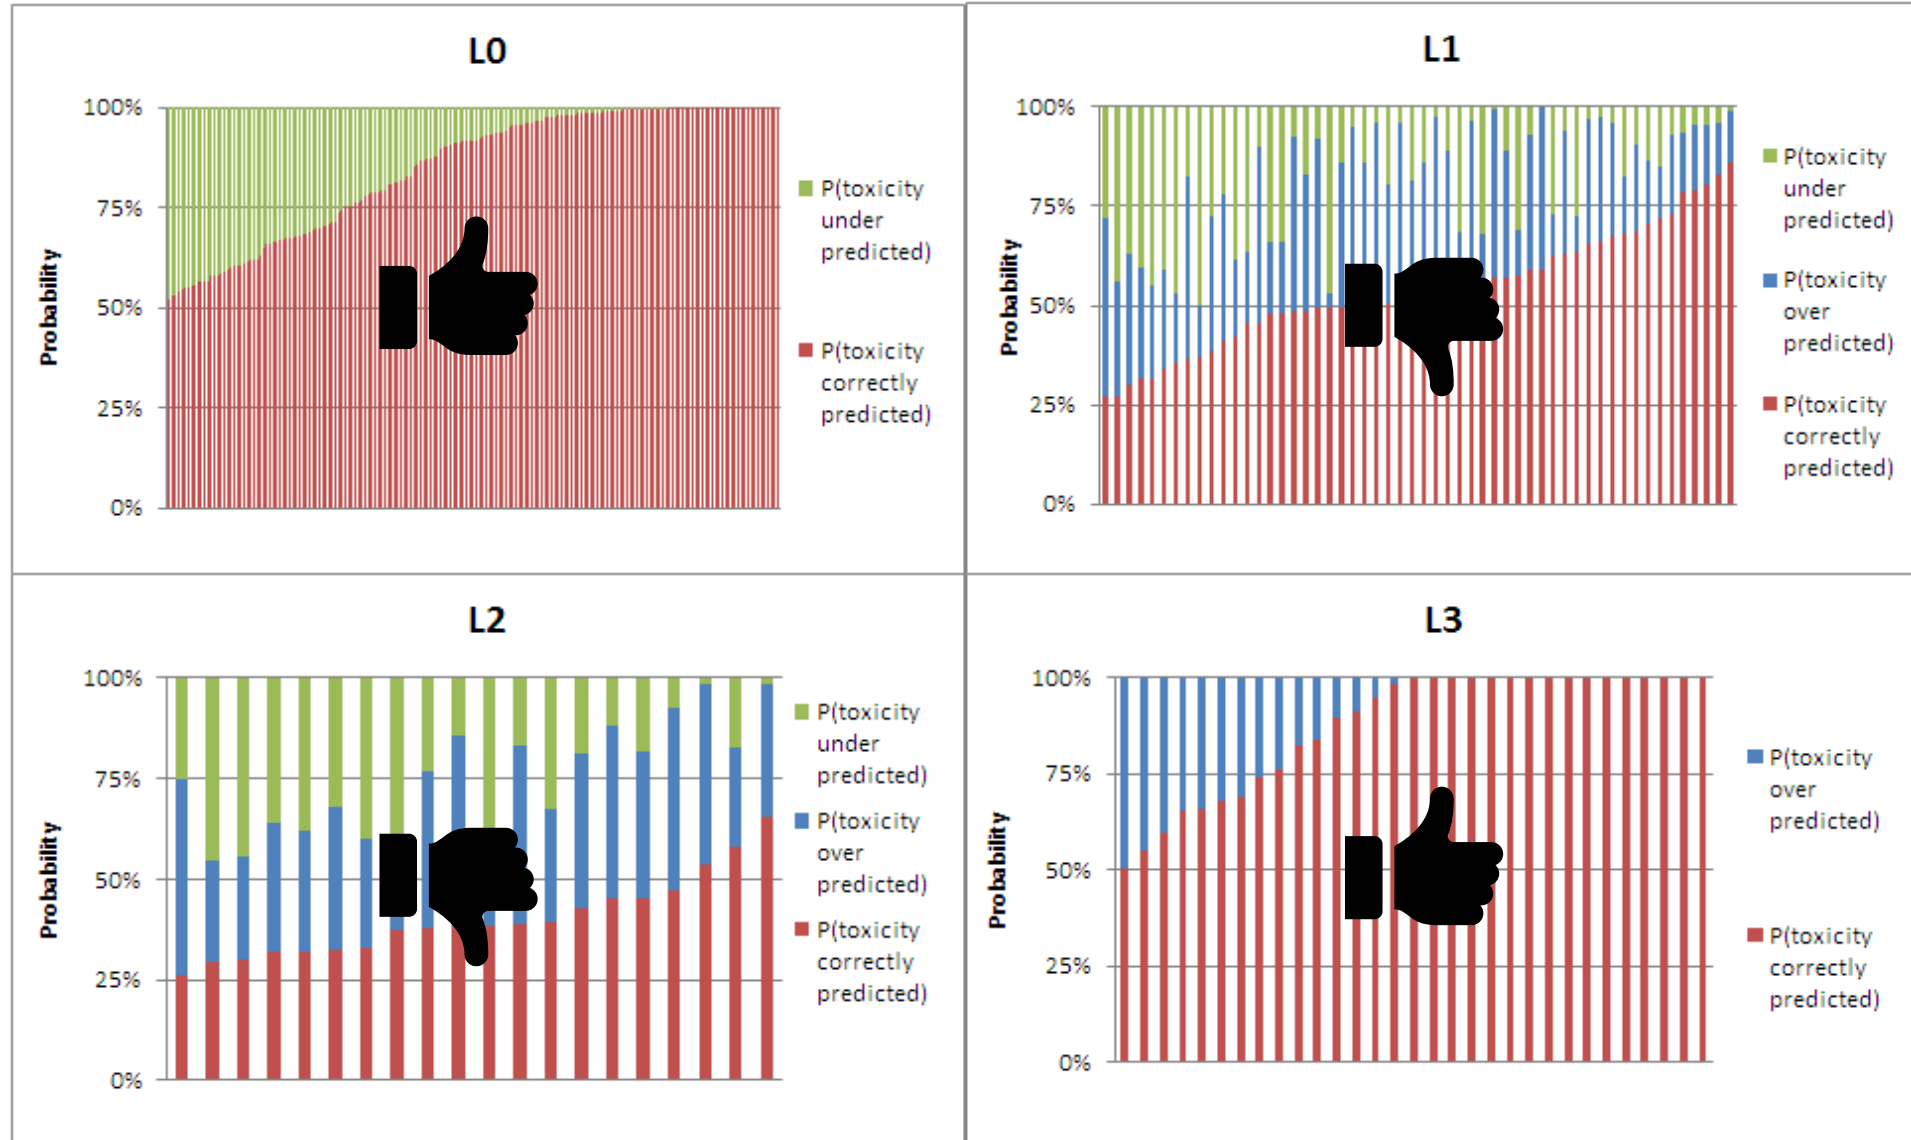 L0
100%
75%
50%
25%
0%
Probability
P(toxicity
under
predicted)
P(toxicity
correctly
predicted)
L1
100%
75%
50%
25%
0%
Probability
P(toxicity
under
predicted)
P(toxicity
over
predicted)
P(toxicity
correctly
predicted)
L2
100%
75%
50%
25%
0%
Probability
P(toxicity
under
predicted)
P(toxicity
over
predicted)
P(toxicity
correctly
predicted)
L3
100%
75%
50%
25%
0%
Probability
P(toxicity
over
predicted)
P(toxicity
correctly
predicted)